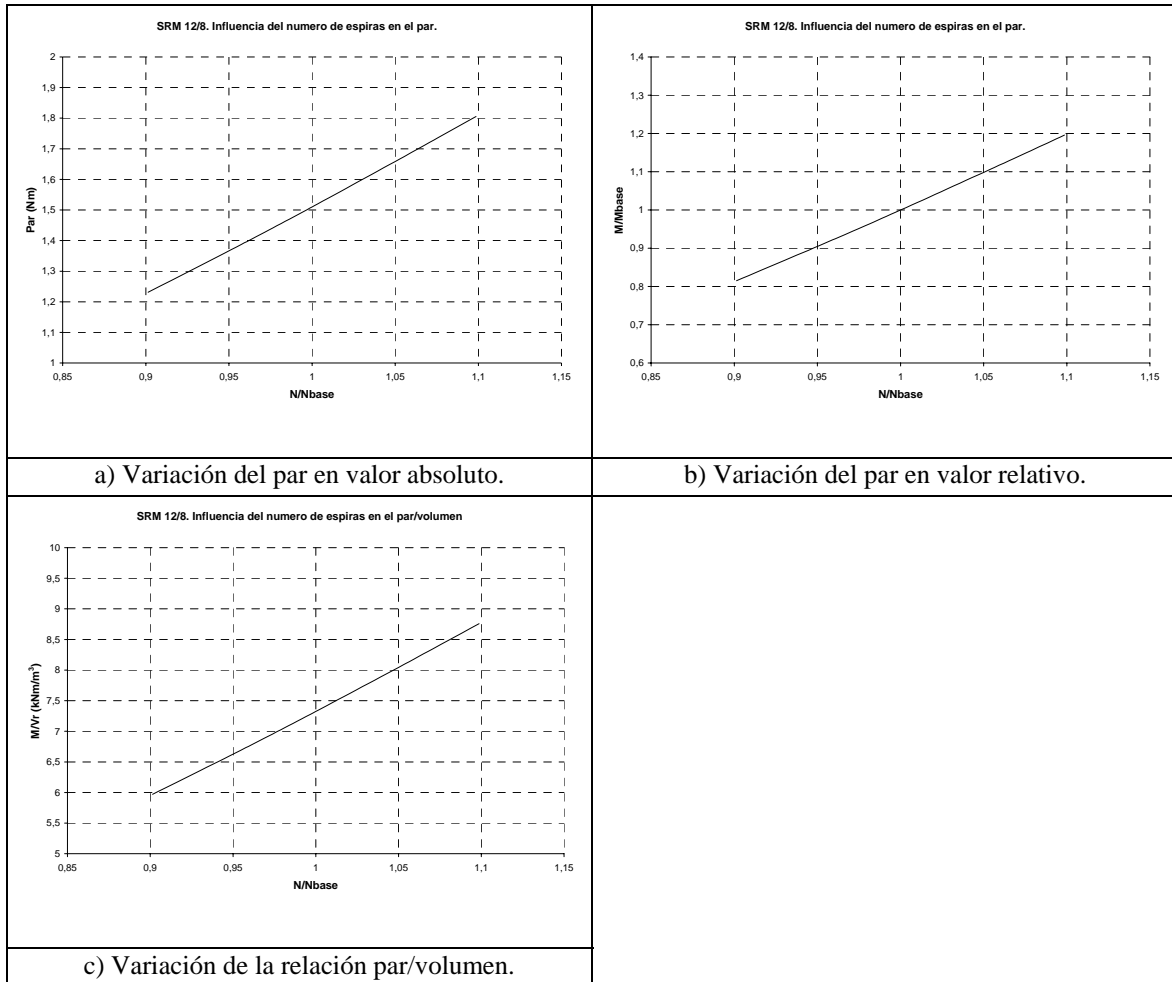 SRM 12/8. Influencia del numero de espiras en el par.
2
1,9
1,8
1,7
1,6
1,5
1,4
1,3
1,2
1,1
1
Par (Nm)
0,85 0,9 0,95 1 1,05 1,1 1,15
N/Nbase
a) Variación del par en valor absoluto.
SRM 12/8. Influencia del numero de espiras en el par.
1,4
1,3
1,2
1,1
1
0,9
0,8
0,7
0,6
M/Mbase
0,85 0,9 0,95 1 1,05 1,1 1,15
N/Nbase
b) Variación del par en valor relativo.
SRM 12/8. Influencia del numero de espiras en el par/volumen
10
9,5
9
8,5
8
7,5
7
6,5
6
5,5
5
M/Vr (kNm/m³)
0,85 0,9 0,95 1 1,05 1,1 1,15
N/Nbase
c) Variación de la relación par/volumen.